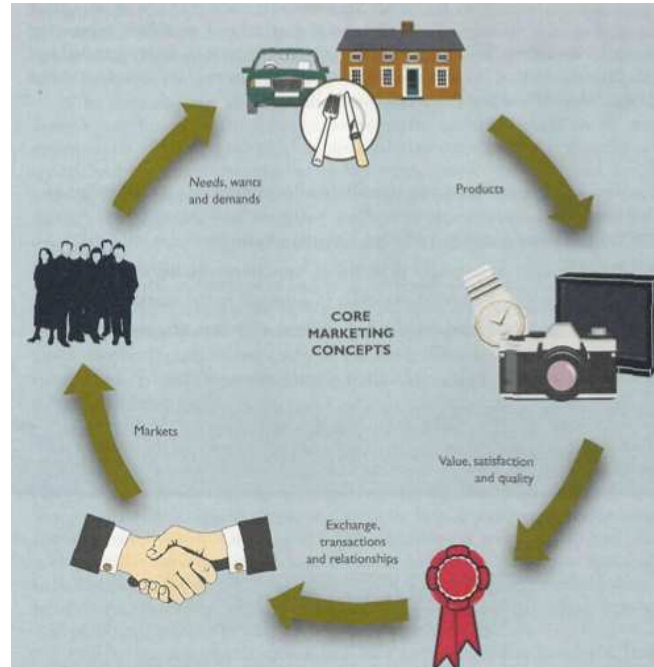 Needs, wants
and demands
Products
CORE
MARKETING
CONCEPTS
Markets
Value, satisfaction
and quality
Exchange,
transactions
and relationships